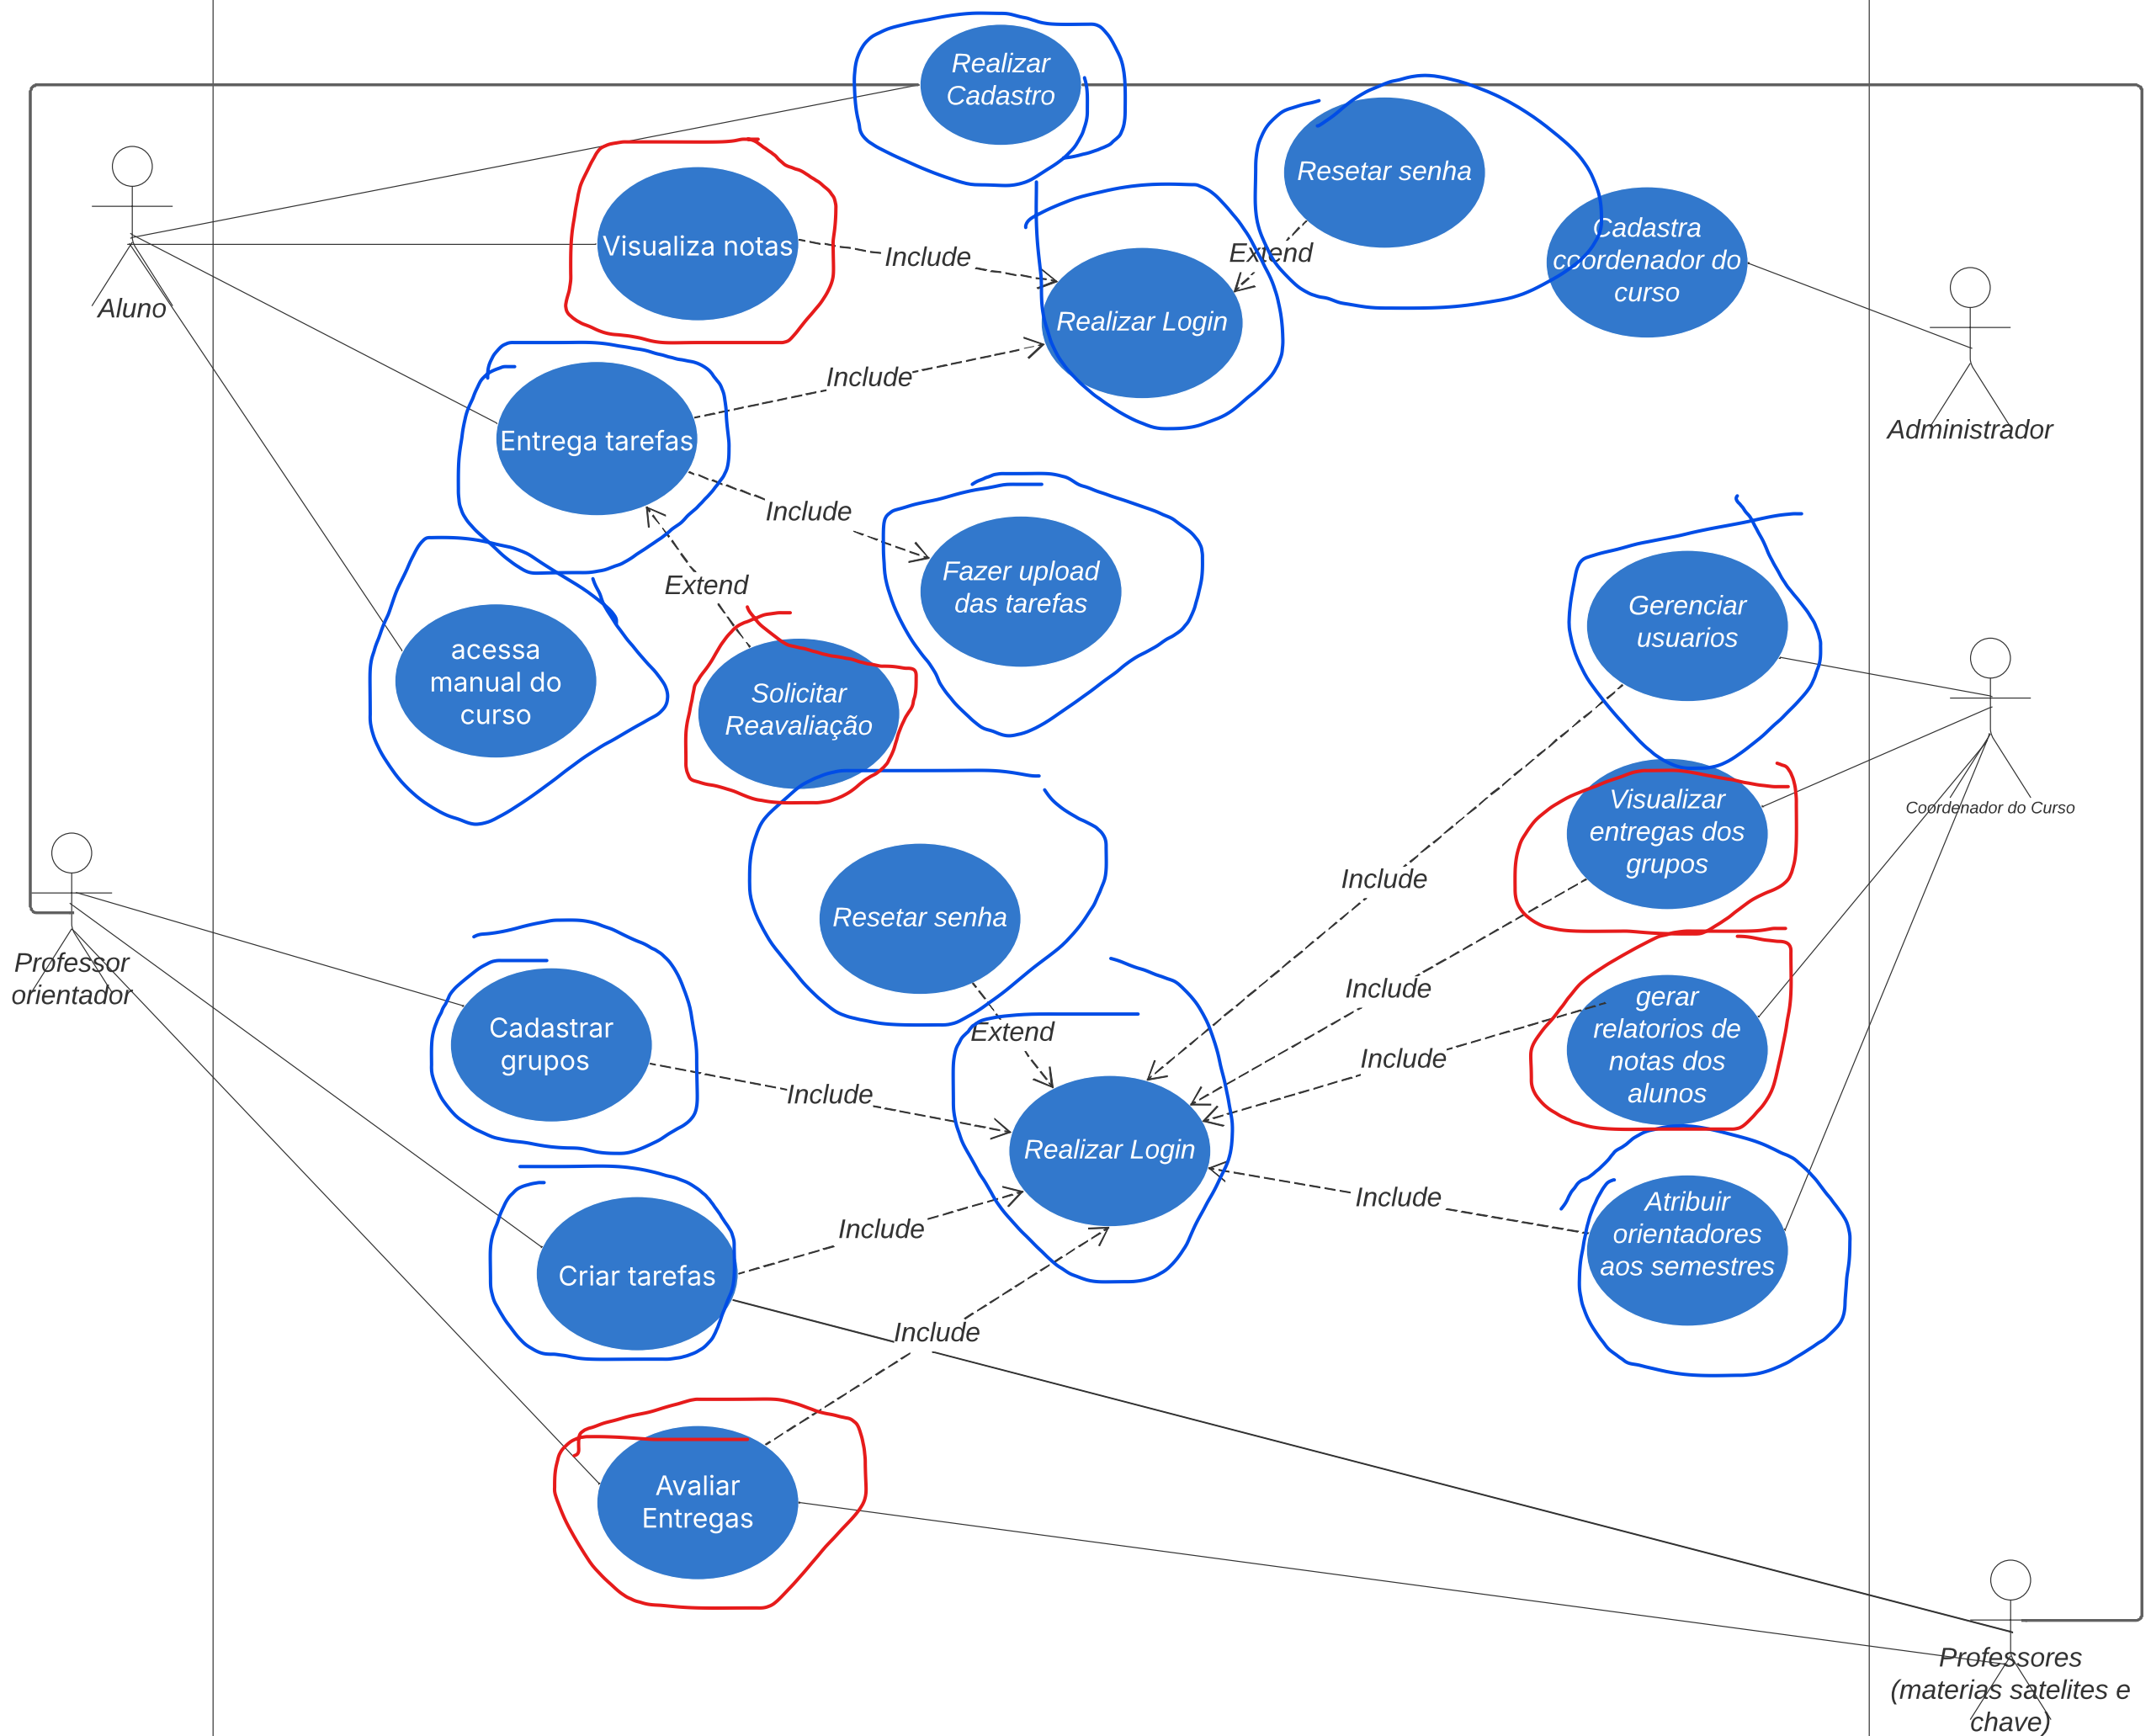 Realizar
Cadastro
Resetar senha
Cadastra
coordenador do
curso
Visualiza notas
Include
Extend
Realizar Login
Aluno
Include
Administrador
Entrega tarefas
Include
Extend
Fazer upload
das tarefas
Gerenciar
usuarios
acessa
manual do
curso
Solicitar
Reavaliação
Coordenador do Curso
Visualizar
entregas dos
grupos
Include
Resetar senha
Professor
orientador
Include
gerar
relatorios de
notas dos
alunos
Cadastrar
grupos
Extend
Include
Include
Realizar Login
Include
Atribuir
orientadores
aos semestres
Include
Criar tarefas
Include
Avaliar
Entregas
Professores
(materias satelites e
chave)